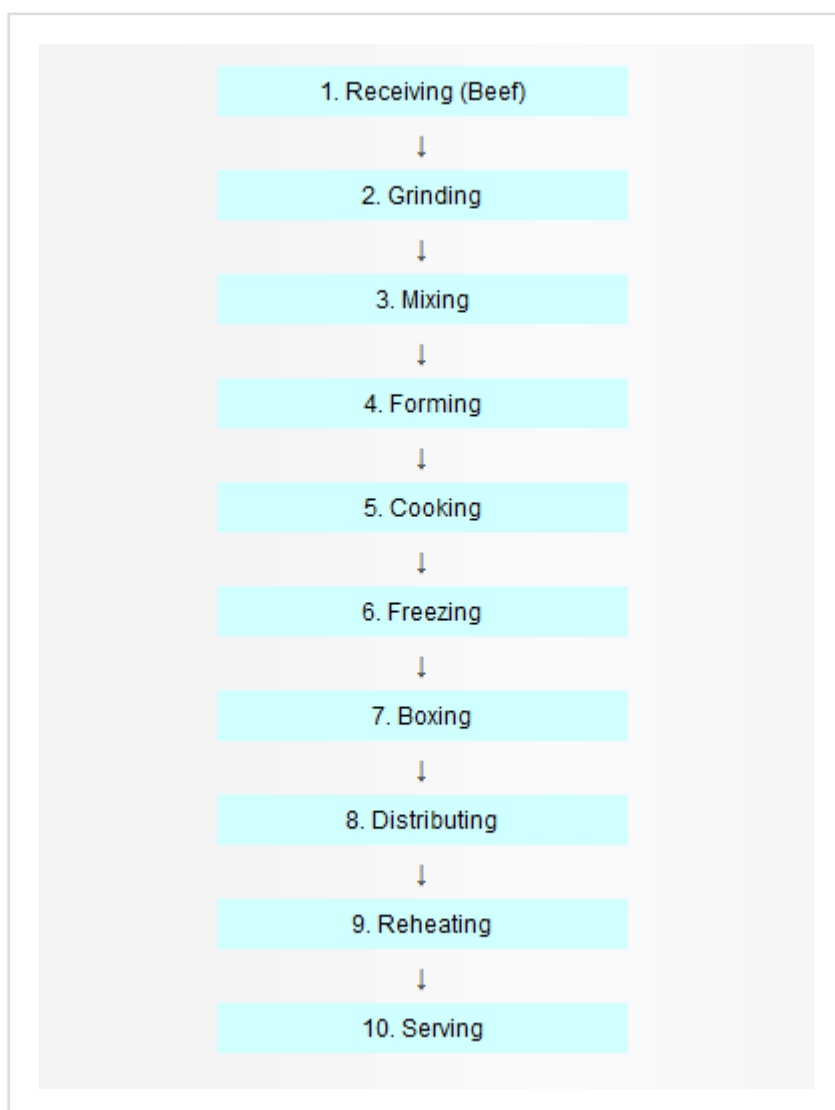 1. Receiving (Beef)
↓
2. Grinding
↓
3. Mixing
↓
4. Forming
↓
5. Cooking
↓
6. Freezing
↓
7. Boxing
↓
8. Distributing
↓
9. Reheating
↓
10. Serving